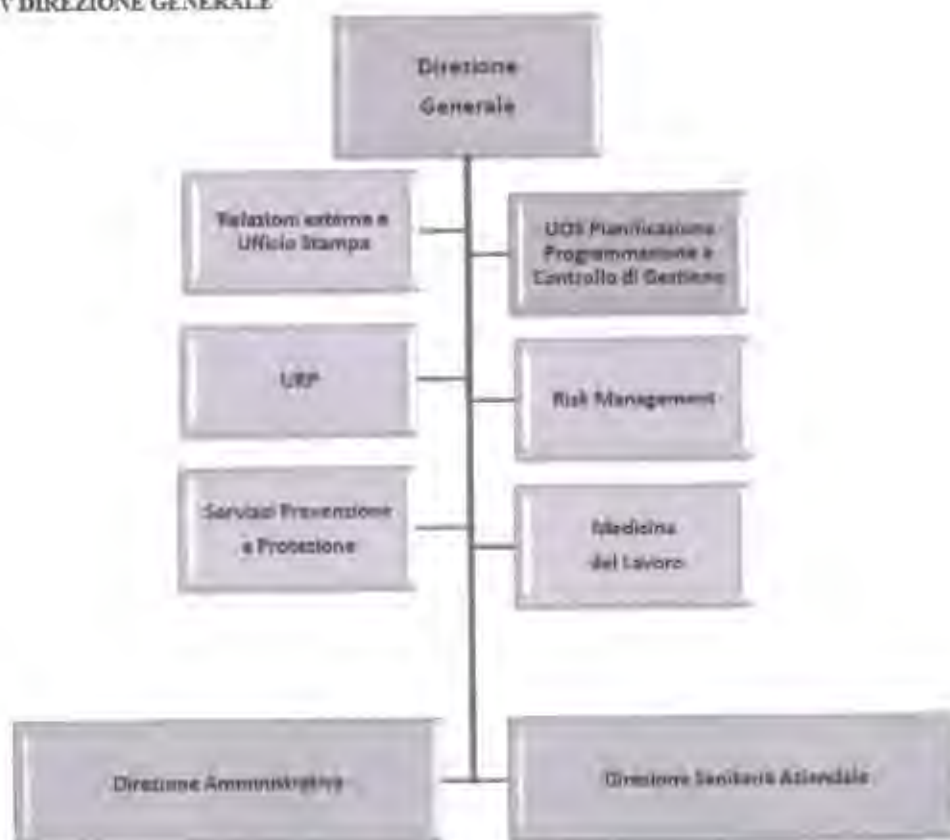 DIREZIONE GENERALE
Direzione
Generale
Relazioni esterne e
Ufficio Stampa
UOS Pianificazione
Programmazione e
Controllo di Gestione
URP
Risk Management
Servizi Prevenzione
e Protezione
Medicina
del Lavoro
Direzione Amministrativa
Direzione Sanitaria Aziendale